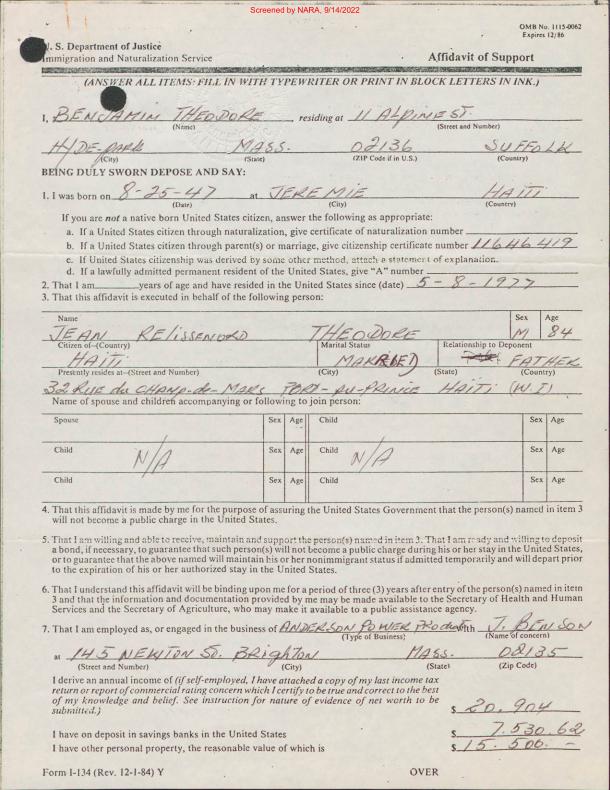 Screened by NARA, 9/14/2022
OMB No. 1115-0062
Expires 12/86
U. S. Department of Justice
Immigration and Naturalization Service
Affidavit of Support
(ANSWER ALL ITEMS: FILL IN WITH TYPEWRITER OR PRINT IN BLOCK LETTERS IN INK.)
I, BENJAMIN THEODORE, residing at 11 ALPINE ST.
(Name) (Street and Number)
HYDE-PARK MASS. 02136 SUFFOLK
(City) (State) (ZIP Code if in U.S.) (Country)
BEING DULY SWORN DEPOSE AND SAY:
1. I was born on 8-25-47 at JEREMIE HAITI
(Date) (City) (Country)
If you are not a native born United States citizen, answer the following as appropriate:
a. If a United States citizen through naturalization, give certificate of naturalization number
b. If a United States citizen through parent(s) or marriage, give citizenship certificate number 11646419
c. If United States citizenship was derived by some other method, attach a statement of explanation.
d. If a lawfully admitted permanent resident of the United States, give "A" number
2. That I am years of age and have resided in the United States since (date) 5-8-1977
3. That this affidavit is executed in behalf of the following person:
Name Sex Age
JEAN RELISSENORD THEODORE M 84
Citizen of-(Country) Marital Status Relationship to Deponent
HAITI MARRIED FATHER
Presently resides at-(Street and Number) (City) (State) (Country)
32 RUE du CHAMP-de-MARS PORT-au-PRINCE HAITI (W.I)
Name of spouse and children accompanying or following to join person:
Spouse Sex Age Child Sex Age
Child N/A Sex Age Child N/A Sex Age
Child Sex Age Child Sex Age
4. That this affidavit is made by me for the purpose of assuring the United States Government that the person(s) named in item 3
will not become a public charge in the United States.
5. That I am willing and able to receive, maintain and support the person(s) named in item 3. That I am ready and willing to deposit
a bond, if necessary, to guarantee that such person(s) will not become a public charge during his or her stay in the United States,
or to guarantee that the above named will maintain his or her nonimmigrant status if admitted temporarily and will depart prior
to the expiration of his or her authorized stay in the United States.
6. That I understand this affidavit will be binding upon me for a period of three (3) years after entry of the person(s) named in item
3 and that the information and documentation provided by me may be made available to the Secretary of Health and Human
Services and the Secretary of Agriculture, who may make it available to a public assistance agency.
7. That I am employed as, or engaged in the business of ANDERSON POWER Product with J. BENSON
(Type of Business) (Name of concern)
at 145 NEWTON St. Brighton MASS. 02135
(Street and Number) (City) (State) (Zip Code)
I derive an annual income of (if self-employed, I have attached a copy of my last income tax
return or report of commercial rating concern which I certify to be true and correct to the best
of my knowledge and belief. See instruction for nature of evidence of net worth to be
submitted.) $ 20.904
I have on deposit in savings banks in the United States $ 7.530.62
I have other personal property, the reasonable value of which is $ 15.500.-
Form I-134 (Rev. 12-1-84) Y OVER